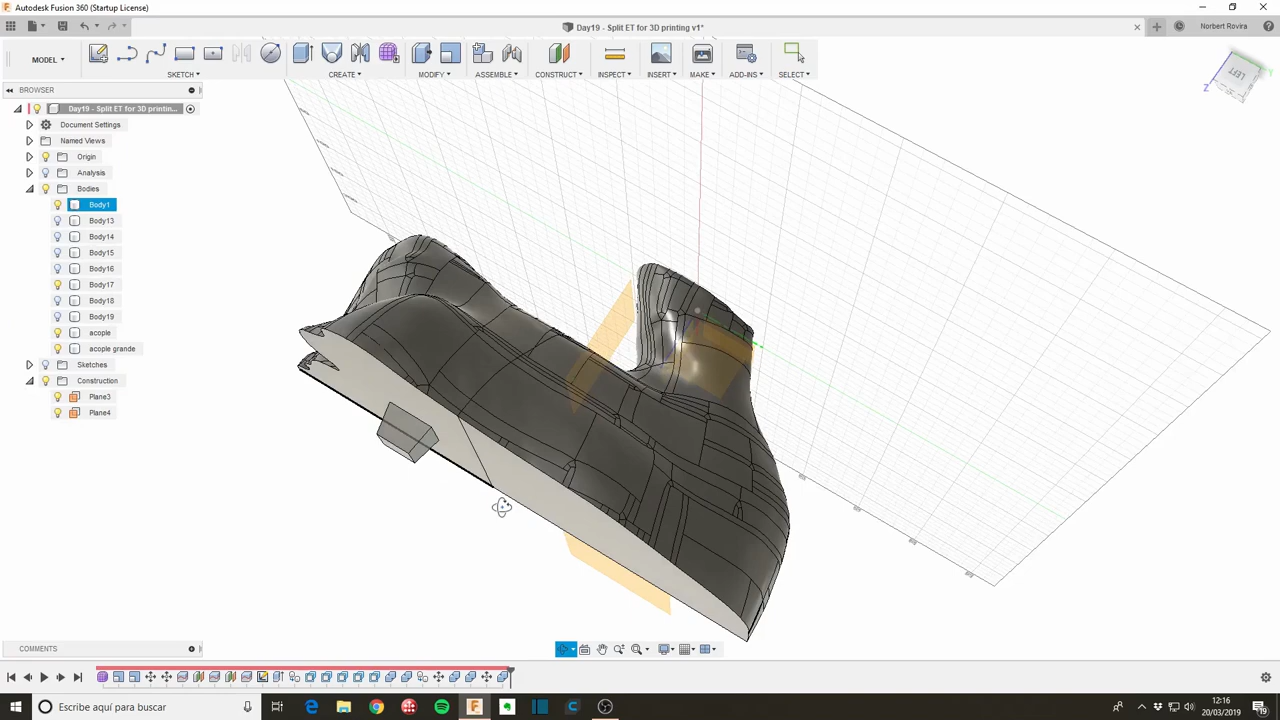 Autodesk Fusion 360 (Startup License)
Day19 - Split ET for 3D printing v1*
Norbert Rovira
MODEL
SKETCH
CREATE
MODIFY
ASSEMBLE
CONSTRUCT
INSPECT
INSERT
MAKE
ADD-INS
SELECT
BROWSER
Day19 - Split ET for 3D printin...
Document Settings
Named Views
Origin
Analysis
Bodies
Body1
Body13
Body14
Body15
Body16
Body17
Body18
Body19
acople
acople grande
Sketches
Construction
Plane3
Plane4
LEFT
Z
COMMENTS
Escribe aquí para buscar
12:16
20/03/2019